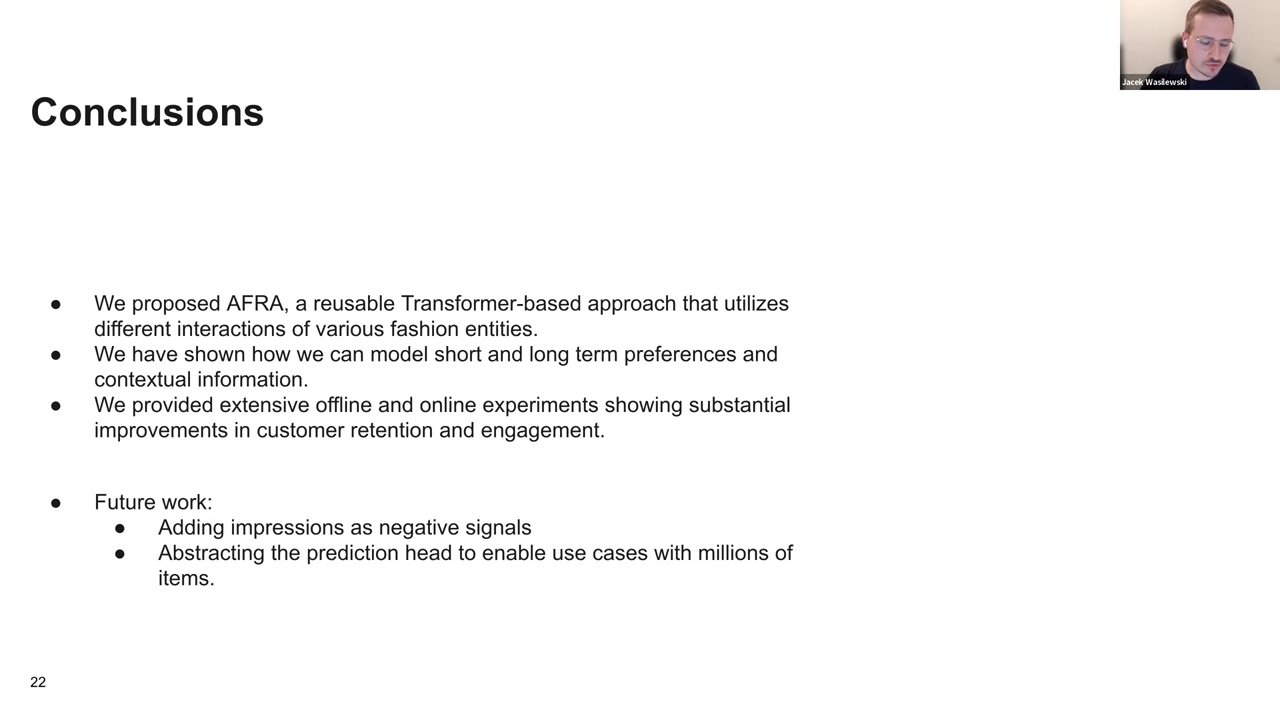 Jacek Wasilewski
Conclusions
● We proposed AFRA, a reusable Transformer-based approach that utilizes
different interactions of various fashion entities.
● We have shown how we can model short and long term preferences and
contextual information.
● We provided extensive offline and online experiments showing substantial
improvements in customer retention and engagement.
● Future work:
● Adding impressions as negative signals
● Abstracting the prediction head to enable use cases with millions of
items.
22